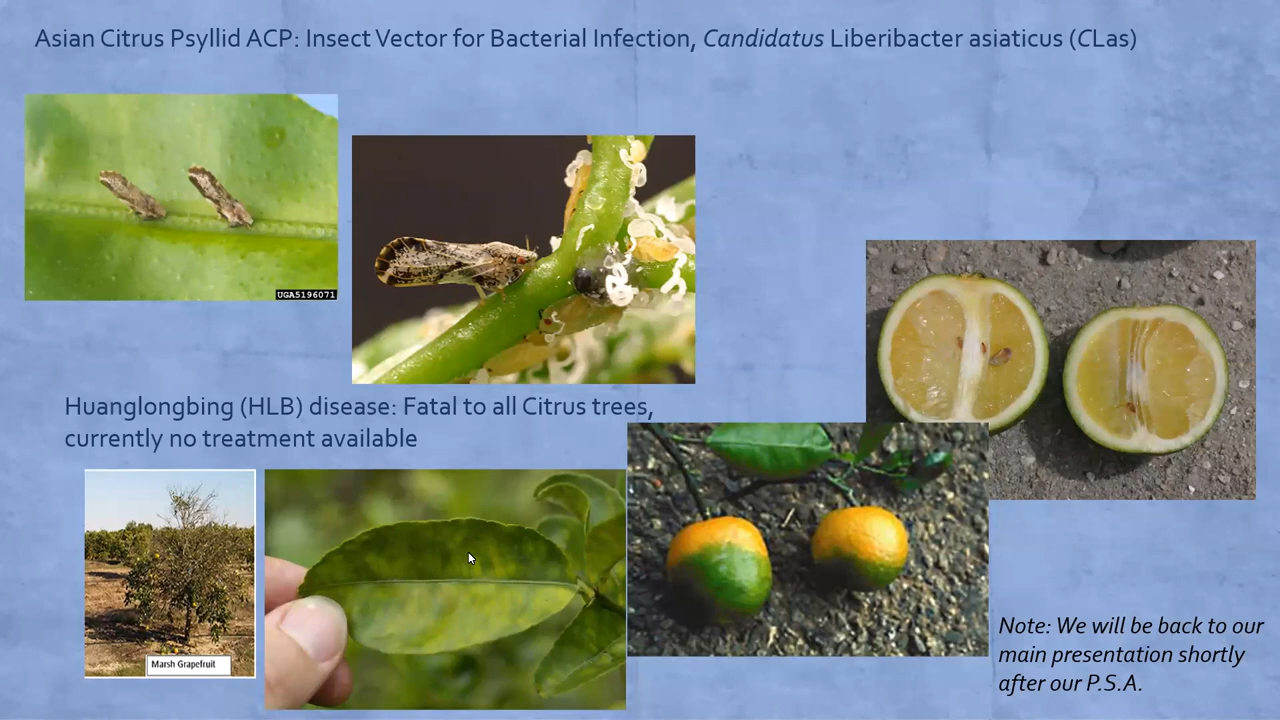 Asian Citrus Psyllid ACP: Insect Vector for Bacterial Infection, Candidatus Liberibacter asiaticus (CLas)
UGA5196071
Huanglongbing (HLB) disease: Fatal to all Citrus trees,
currently no treatment available
Marsh Grapefruit
Note: We will be back to our
main presentation shortly
after our P.S.A.